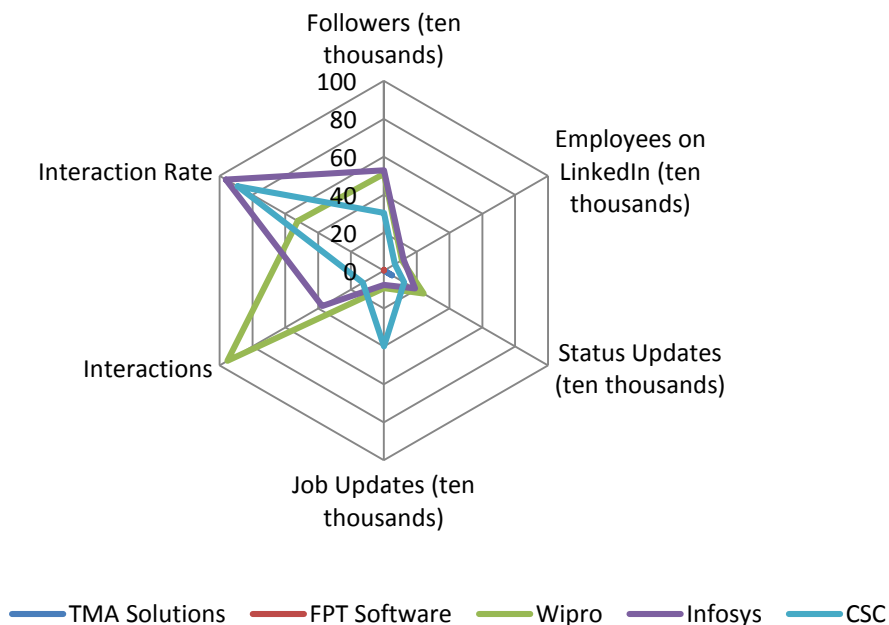 Followers (ten
thousands)
100
80
60
40
20
0
Employees on
LinkedIn (ten
thousands)
Status Updates
(ten thousands)
Job Updates (ten
thousands)
Interactions
Interaction Rate
TMA Solutions
FPT Software
Wipro
Infosys
CSC